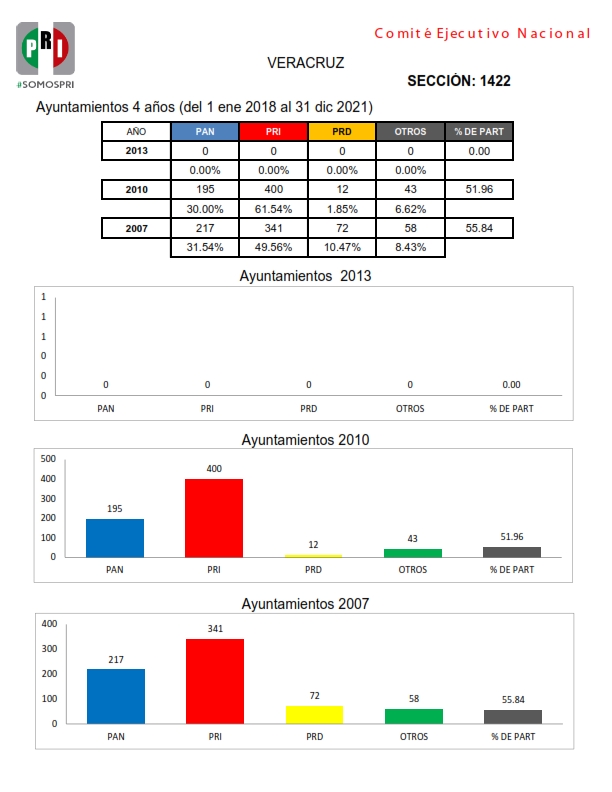 Comité Ejecutivo Nacional
PRI
#SOMOSPRI
VERACRUZ
SECCIÓN: 1422
Ayuntamientos 4 años (del 1 ene 2018 al 31 dic 2021)
AÑO PAN PRI PRD OTROS % DE PART
2013 0 0 0 0 0.00
0.00% 0.00% 0.00% 0.00%
2010 195 400 12 43 51.96
30.00% 61.54% 1.85% 6.62%
2007 217 341 72 58 55.84
31.54% 49.56% 10.47% 8.43%
Ayuntamientos 2013
1
1
1
0
0
0
0 0 0 0 0.00
PAN PRI PRD OTROS % DE PART
Ayuntamientos 2010
500
400
300
200
100
0
195 400 12 43 51.96
PAN PRI PRD OTROS % DE PART
Ayuntamientos 2007
400
300
200
100
0
217 341 72 58 55.84
PAN PRI PRD OTROS % DE PART